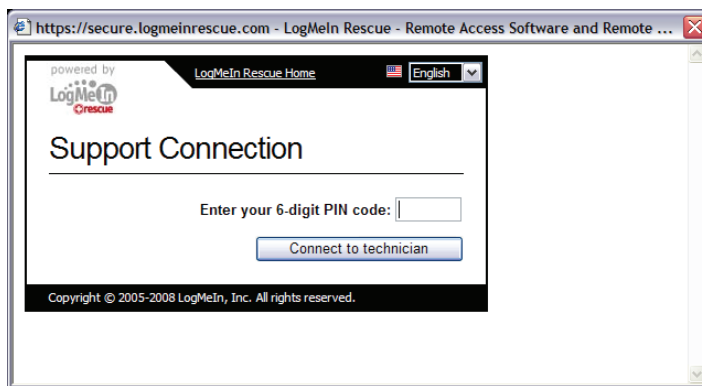 https://secure.logmeinrescue.com - LogMeIn Rescue - Remote Access Software and Remote ...
powered by
LogMeIn
rescue
LogMeIn Rescue Home
English
Support Connection
Enter your 6-digit PIN code:
Connect to technician
Copyright © 2005-2008 LogMeIn, Inc. All rights reserved.